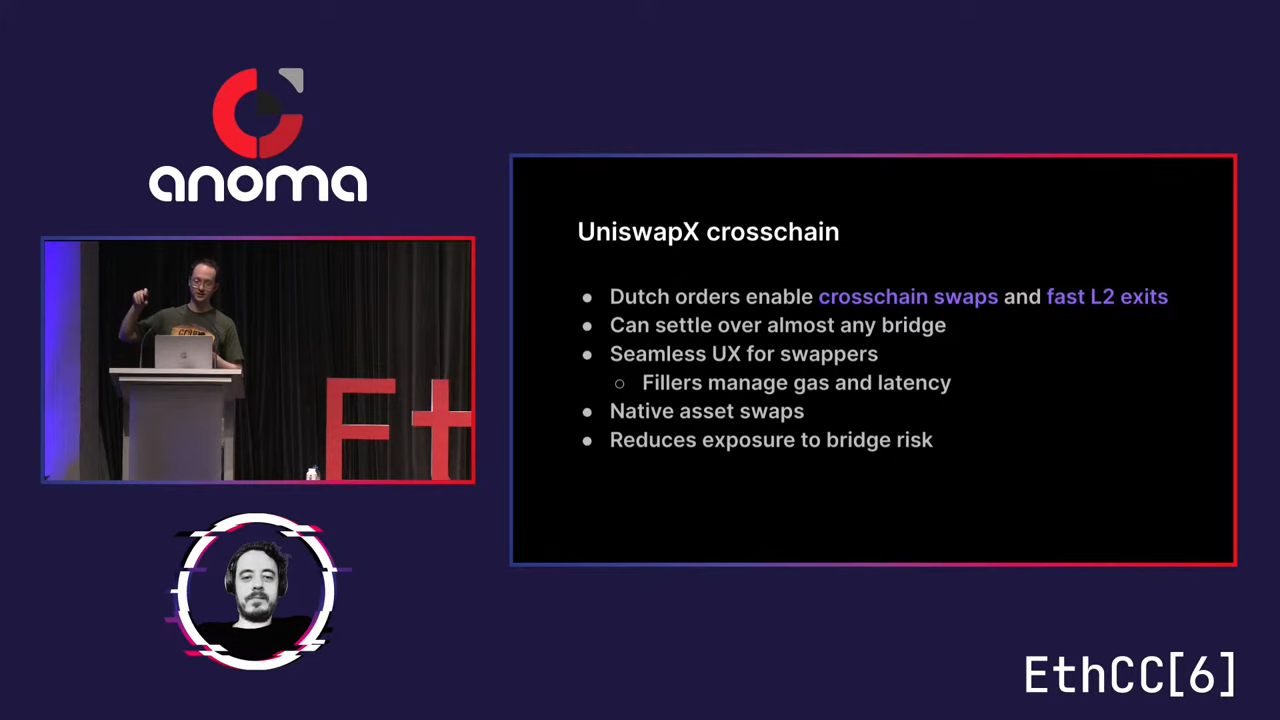 anoma
UniswapX crosschain
● Dutch orders enable crosschain swaps and fast L2 exits
● Can settle over almost any bridge
● Seamless UX for swappers
○ Fillers manage gas and latency
● Native asset swaps
● Reduces exposure to bridge risk
Et
EthCC[6]